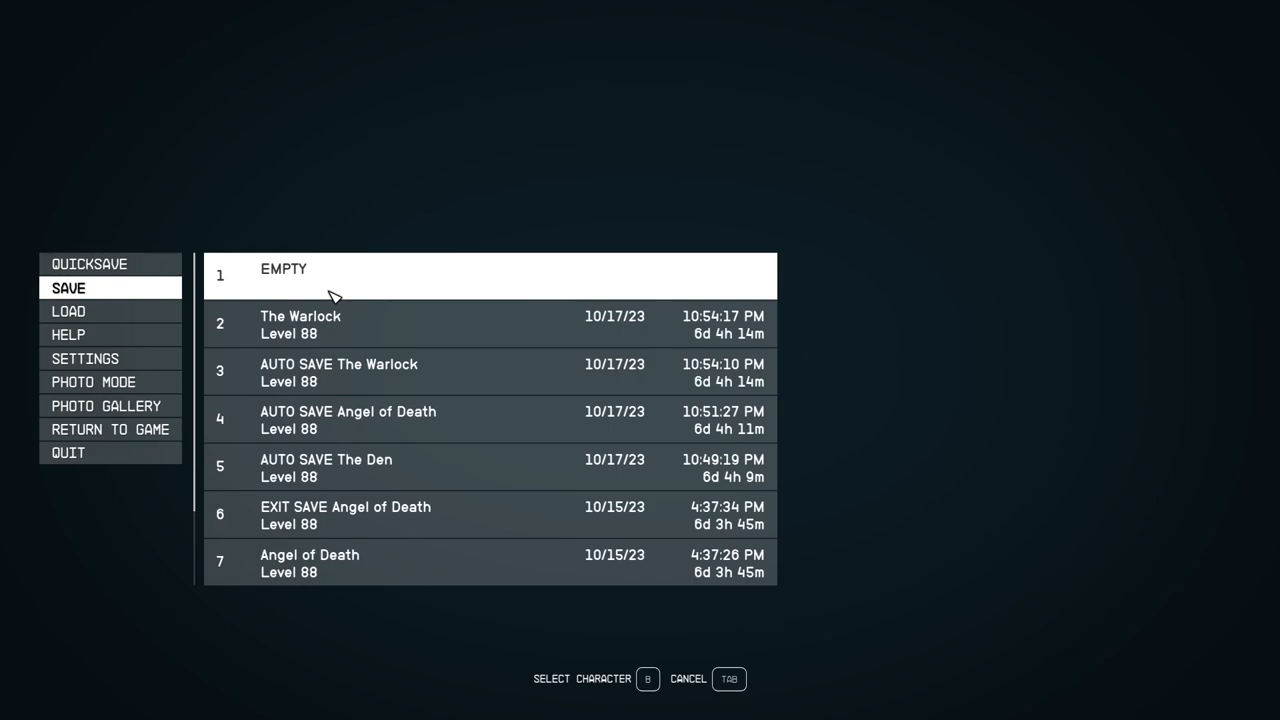 QUICKSAVE
SAVE
LOAD
HELP
SETTINGS
PHOTO MODE
PHOTO GALLERY
RETURN TO GAME
QUIT
1 EMPTY
2 The Warlock 10/17/23 10:54:17 PM
Level 88 6d 4h 14m
3 AUTO SAVE The Warlock 10/17/23 10:54:10 PM
Level 88 6d 4h 14m
4 AUTO SAVE Angel of Death 10/17/23 10:51:27 PM
Level 88 6d 4h 11m
5 AUTO SAVE The Den 10/17/23 10:49:19 PM
Level 88 6d 4h 9m
6 EXIT SAVE Angel of Death 10/15/23 4:37:34 PM
Level 88 6d 3h 45m
7 Angel of Death 10/15/23 4:37:26 PM
Level 88 6d 3h 45m
SELECT CHARACTER B CANCEL TAB